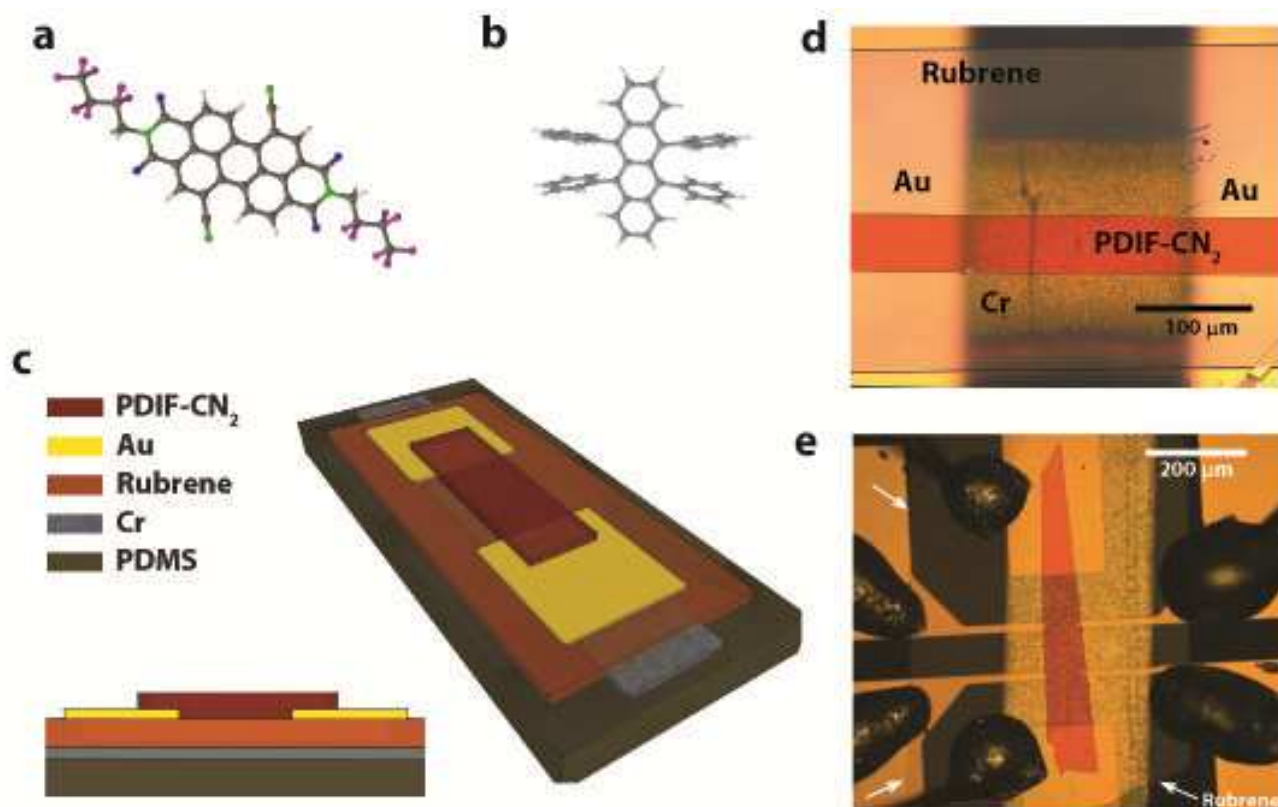 a
b
d
Rubrene
Au
Au
PDIF-CN₂
Cr
100 μm
c
PDIF-CN₂
Au
Rubrene
Cr
PDMS
e
200 μm
Rubrene